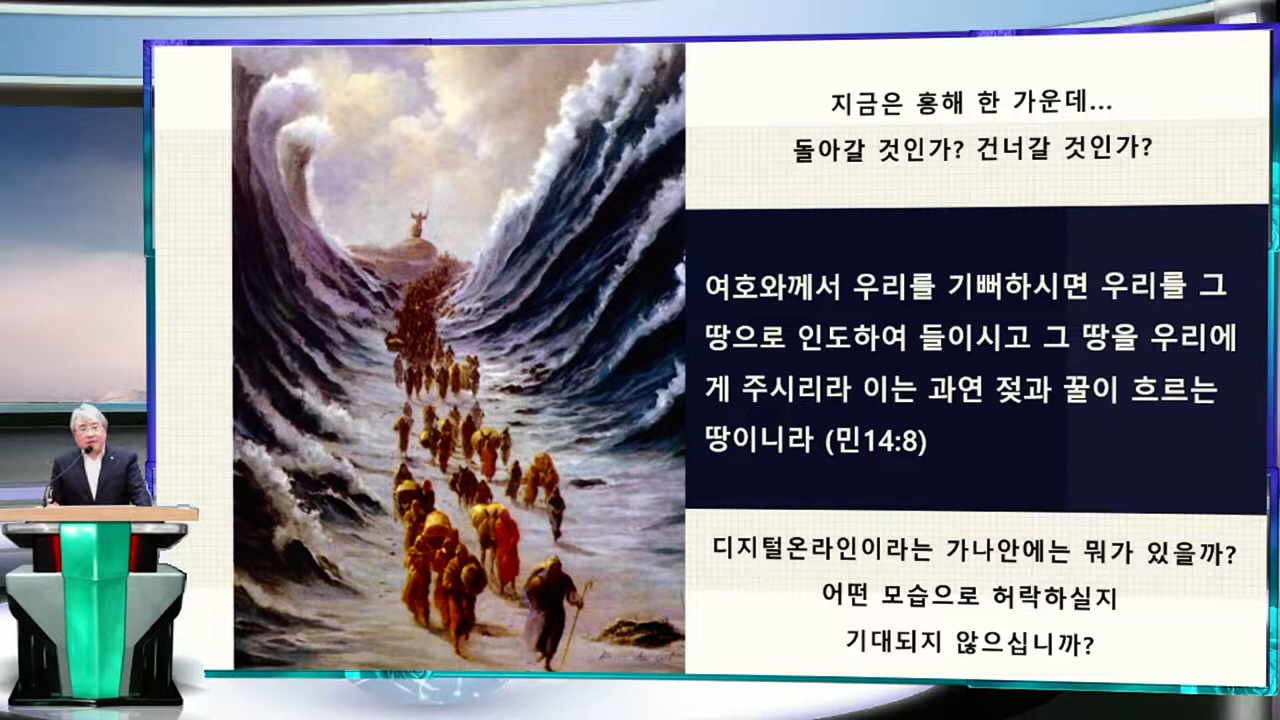 지금은 홍해 한 가운데...
돌아갈 것인가? 건너갈 것인가?
여호와께서 우리를 기뻐하시면 우리를 그
땅으로 인도하여 들이시고 그 땅을 우리에
게 주시리라 이는 과연 젖과 꿀이 흐르는
땅이니라 (민14:8)
디지털온라인이라는 가나안에는 뭐가 있을까?
어떤 모습으로 허락하실지
기대되지 않으십니까?